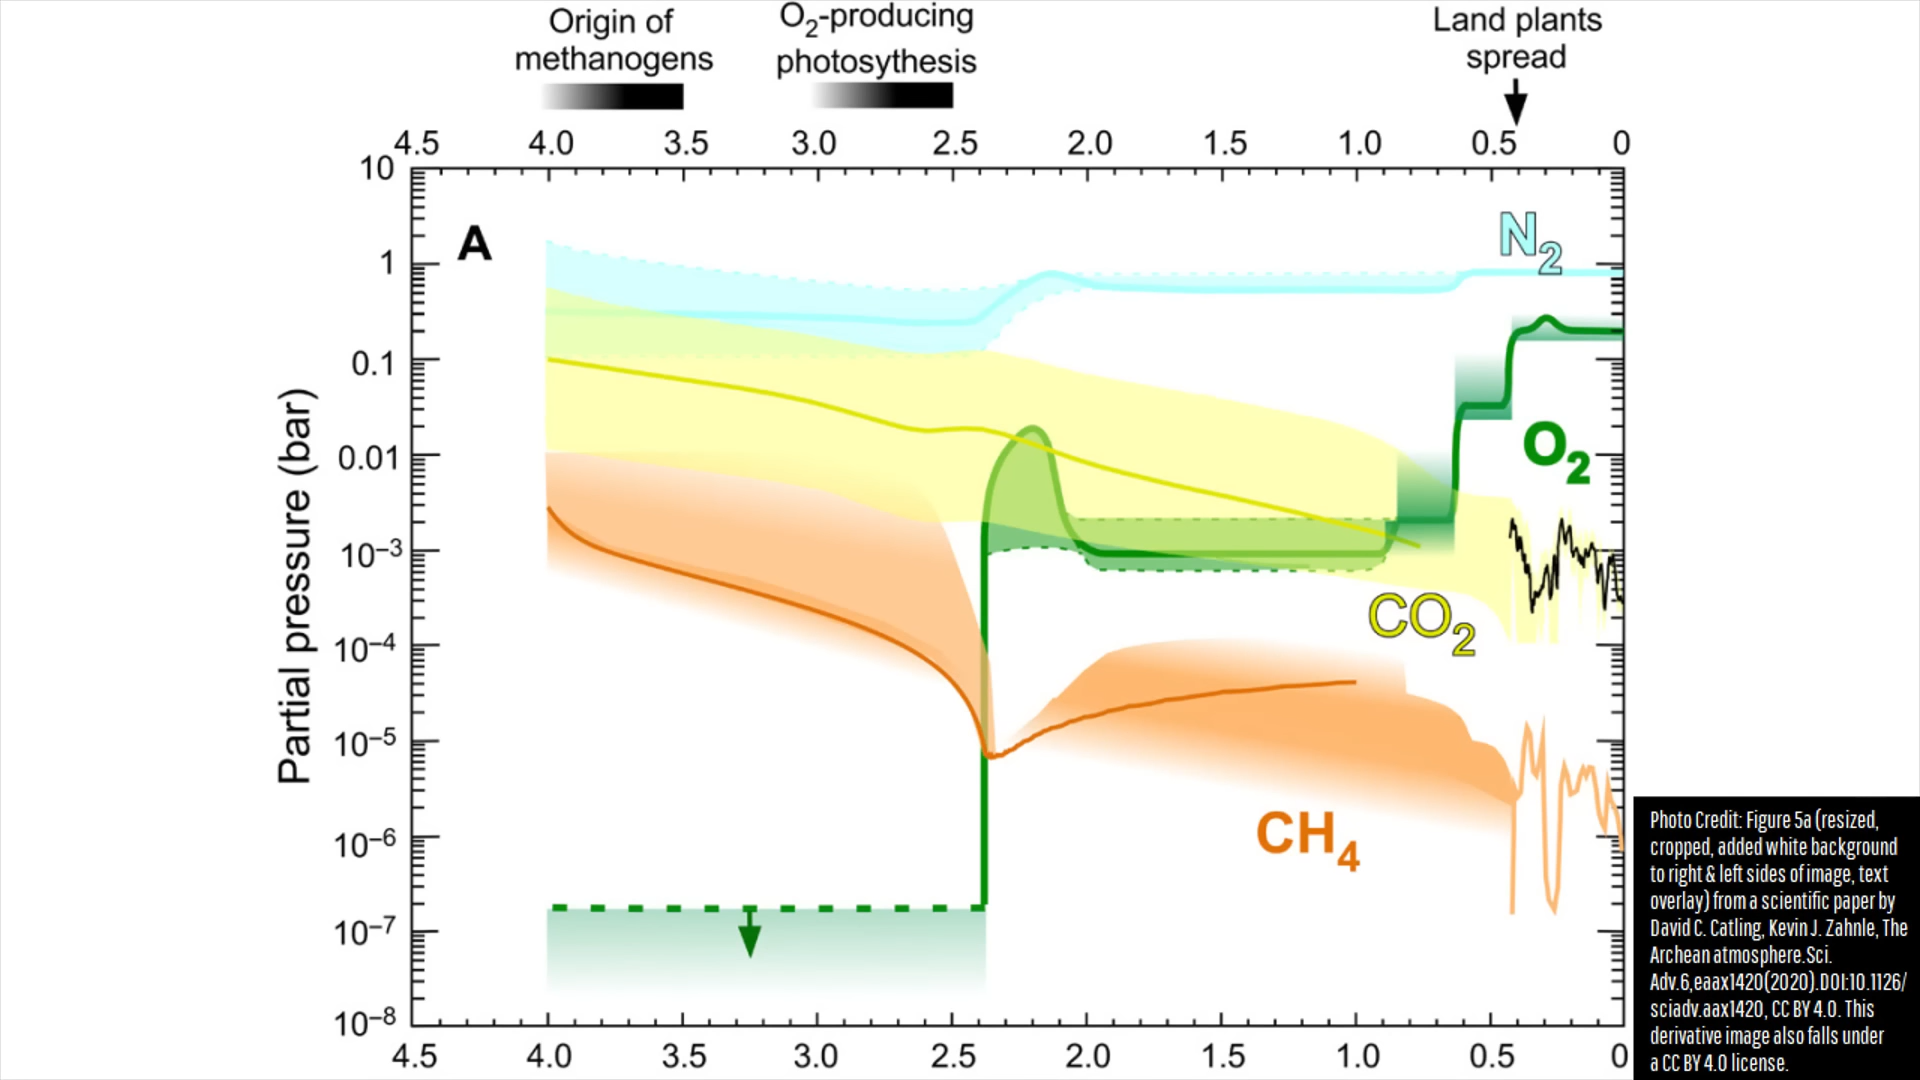 Origin of
methanogens
O₂-producing
photosythesis
Land plants
spread
4.5 4.0 3.5 3.0 2.5 2.0 1.5 1.0 0.5 0
10
1
0.1
0.01
10⁻³
10⁻⁴
10⁻⁵
10⁻⁶
10⁻⁷
10⁻⁸
Partial pressure (bar)
A
N₂
O₂
CO₂
CH₄
4.5 4.0 3.5 3.0 2.5 2.0 1.5 1.0 0.5 0
Photo Credit: Figure 5a (resized,
cropped, added white background
to right & left sides of image, text
overlay) from a scientific paper by
David C. Catling, Kevin J. Zahnle, The
Archean atmosphere.Sci.
Adv.6,eaax1420(2020).DOI:10.1126/
sciadv.aax1420, CC BY 4.0. This
derivative image also falls under
a CC BY 4.0 license.